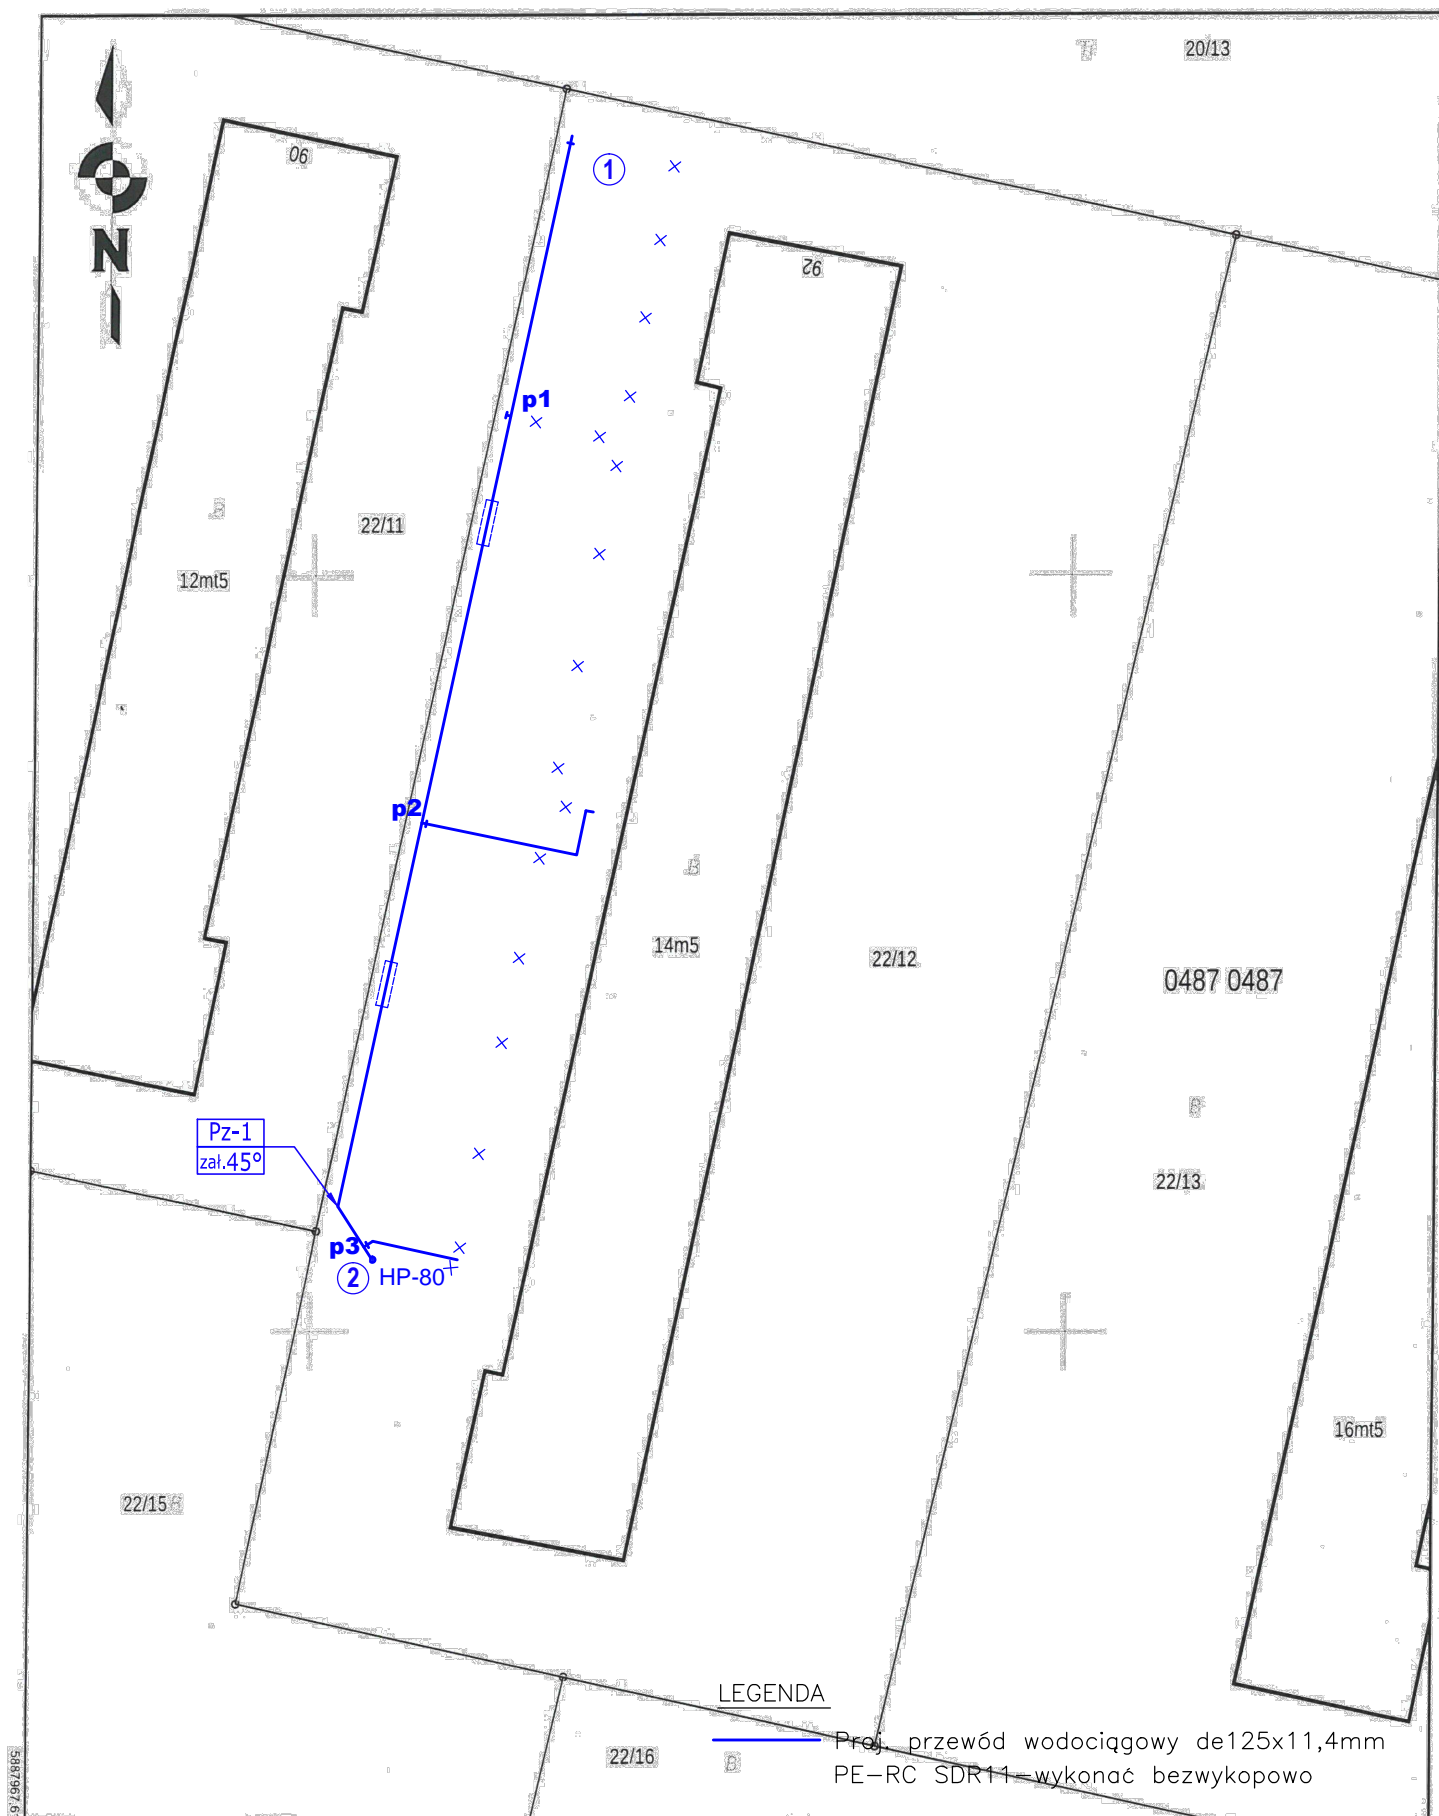 20/13
90
1
92
N
p1
22/11
12mt5
p2
B
14m5
22/12
0487 0487
Pz-1
zał.45°
22/13
p3
2 HP-80
16mt5
22/15 B
LEGENDA
Proj. przewód wodociągowy de125x11,4mm
PE-RC SDR11-wykonać bezwykopowo
22/16
B